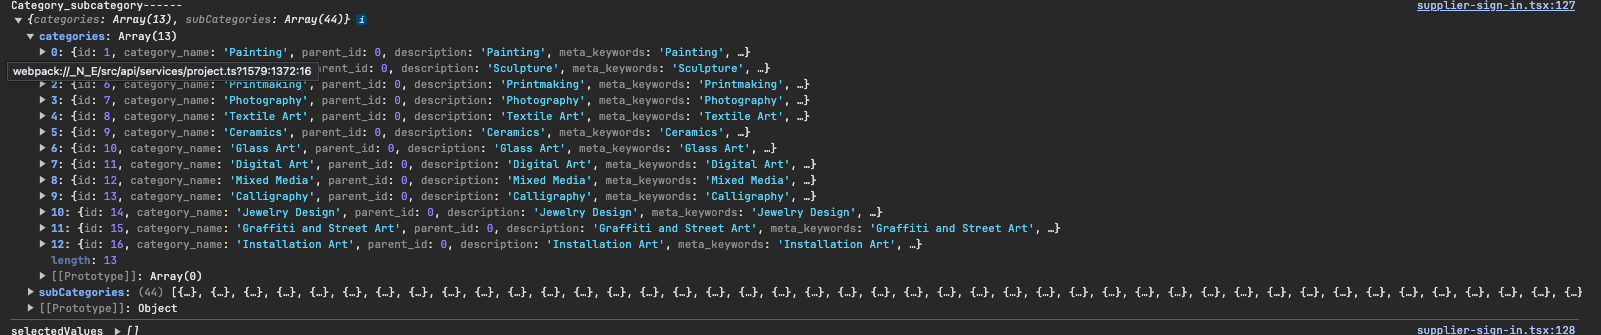 Category_subcategory------ supplier-sign-in.tsx:127
▼ {categories: Array(13), subCategories: Array(44)} i
▼ categories: Array(13)
▶ 0: {id: 1, category_name: 'Painting', parent_id: 0, description: 'Painting', meta_keywords: 'Painting', …}
webpack://_N_E/src/api/services/project.ts?1579:1372:16 parent_id: 0, description: 'Sculpture', meta_keywords: 'Sculpture', …}
▶ 2: {id: 6, category_name: 'Printmaking', parent_id: 0, description: 'Printmaking', meta_keywords: 'Printmaking', …}
▶ 3: {id: 7, category_name: 'Photography', parent_id: 0, description: 'Photography', meta_keywords: 'Photography', …}
▶ 4: {id: 8, category_name: 'Textile Art', parent_id: 0, description: 'Textile Art', meta_keywords: 'Textile Art', …}
▶ 5: {id: 9, category_name: 'Ceramics', parent_id: 0, description: 'Ceramics', meta_keywords: 'Ceramics', …}
▶ 6: {id: 10, category_name: 'Glass Art', parent_id: 0, description: 'Glass Art', meta_keywords: 'Glass Art', …}
▶ 7: {id: 11, category_name: 'Digital Art', parent_id: 0, description: 'Digital Art', meta_keywords: 'Digital Art', …}
▶ 8: {id: 12, category_name: 'Mixed Media', parent_id: 0, description: 'Mixed Media', meta_keywords: 'Mixed Media', …}
▶ 9: {id: 13, category_name: 'Calligraphy', parent_id: 0, description: 'Calligraphy', meta_keywords: 'Calligraphy', …}
▶ 10: {id: 14, category_name: 'Jewelry Design', parent_id: 0, description: 'Jewelry Design', meta_keywords: 'Jewelry Design', …}
▶ 11: {id: 15, category_name: 'Graffiti and Street Art', parent_id: 0, description: 'Graffiti and Street Art', meta_keywords: 'Graffiti and Street Art', …}
▶ 12: {id: 16, category_name: 'Installation Art', parent_id: 0, description: 'Installation Art', meta_keywords: 'Installation Art', …}
length: 13
▶ [[Prototype]]: Array(0)
▶ subCategories: (44) [{…}, {…}, {…}, {…}, {…}, {…}, {…}, {…}, {…}, {…}, {…}, {…}, {…}, {…}, {…}, {…}, {…}, {…}, {…}, {…}, {…}, {…}, {…}, {…}, {…}, {…}, {…}, {…}, {…}, {…}, {…}, {…}, {…}, {…}, {…}, {…}, {…}, {…}, {…}, {…}, {…}, {…}, {…}
▶ [[Prototype]]: Object
selectedValues ▶ [] supplier-sign-in.tsx:128